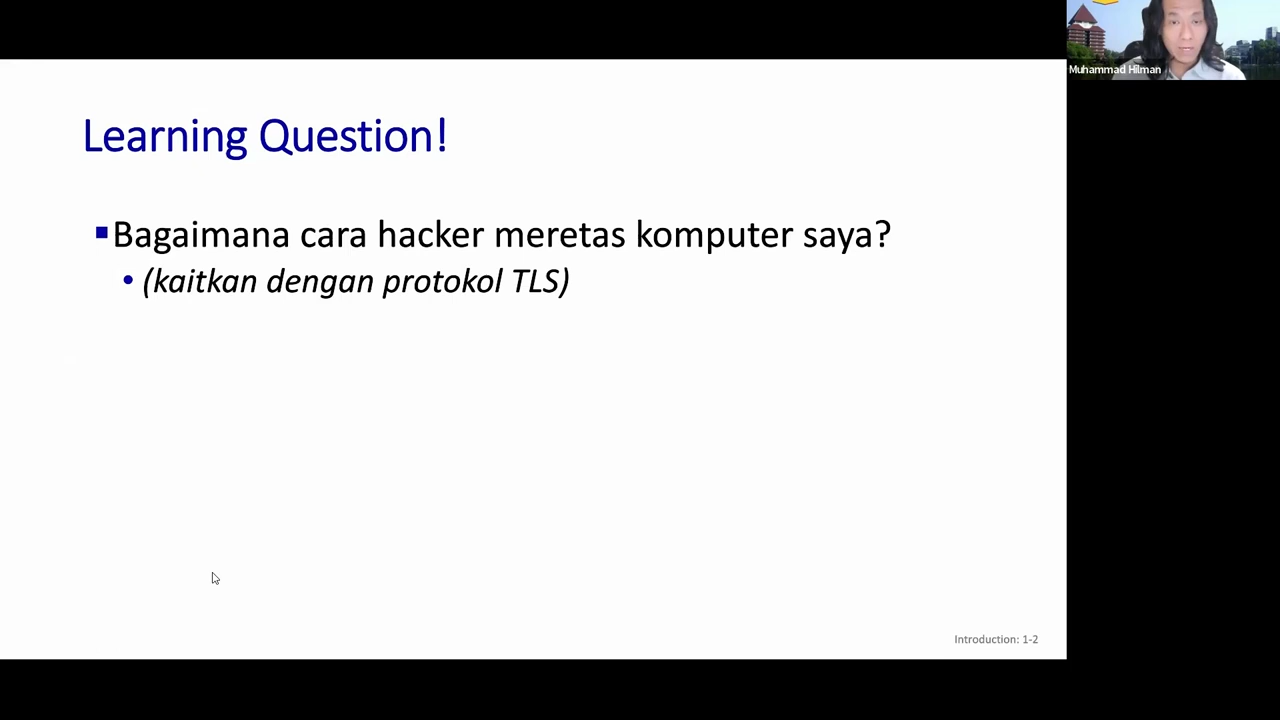 Muhammad Hilman
Learning Question!
Bagaimana cara hacker meretas komputer saya?
(kaitkan dengan protokol TLS)
Introduction: 1-2